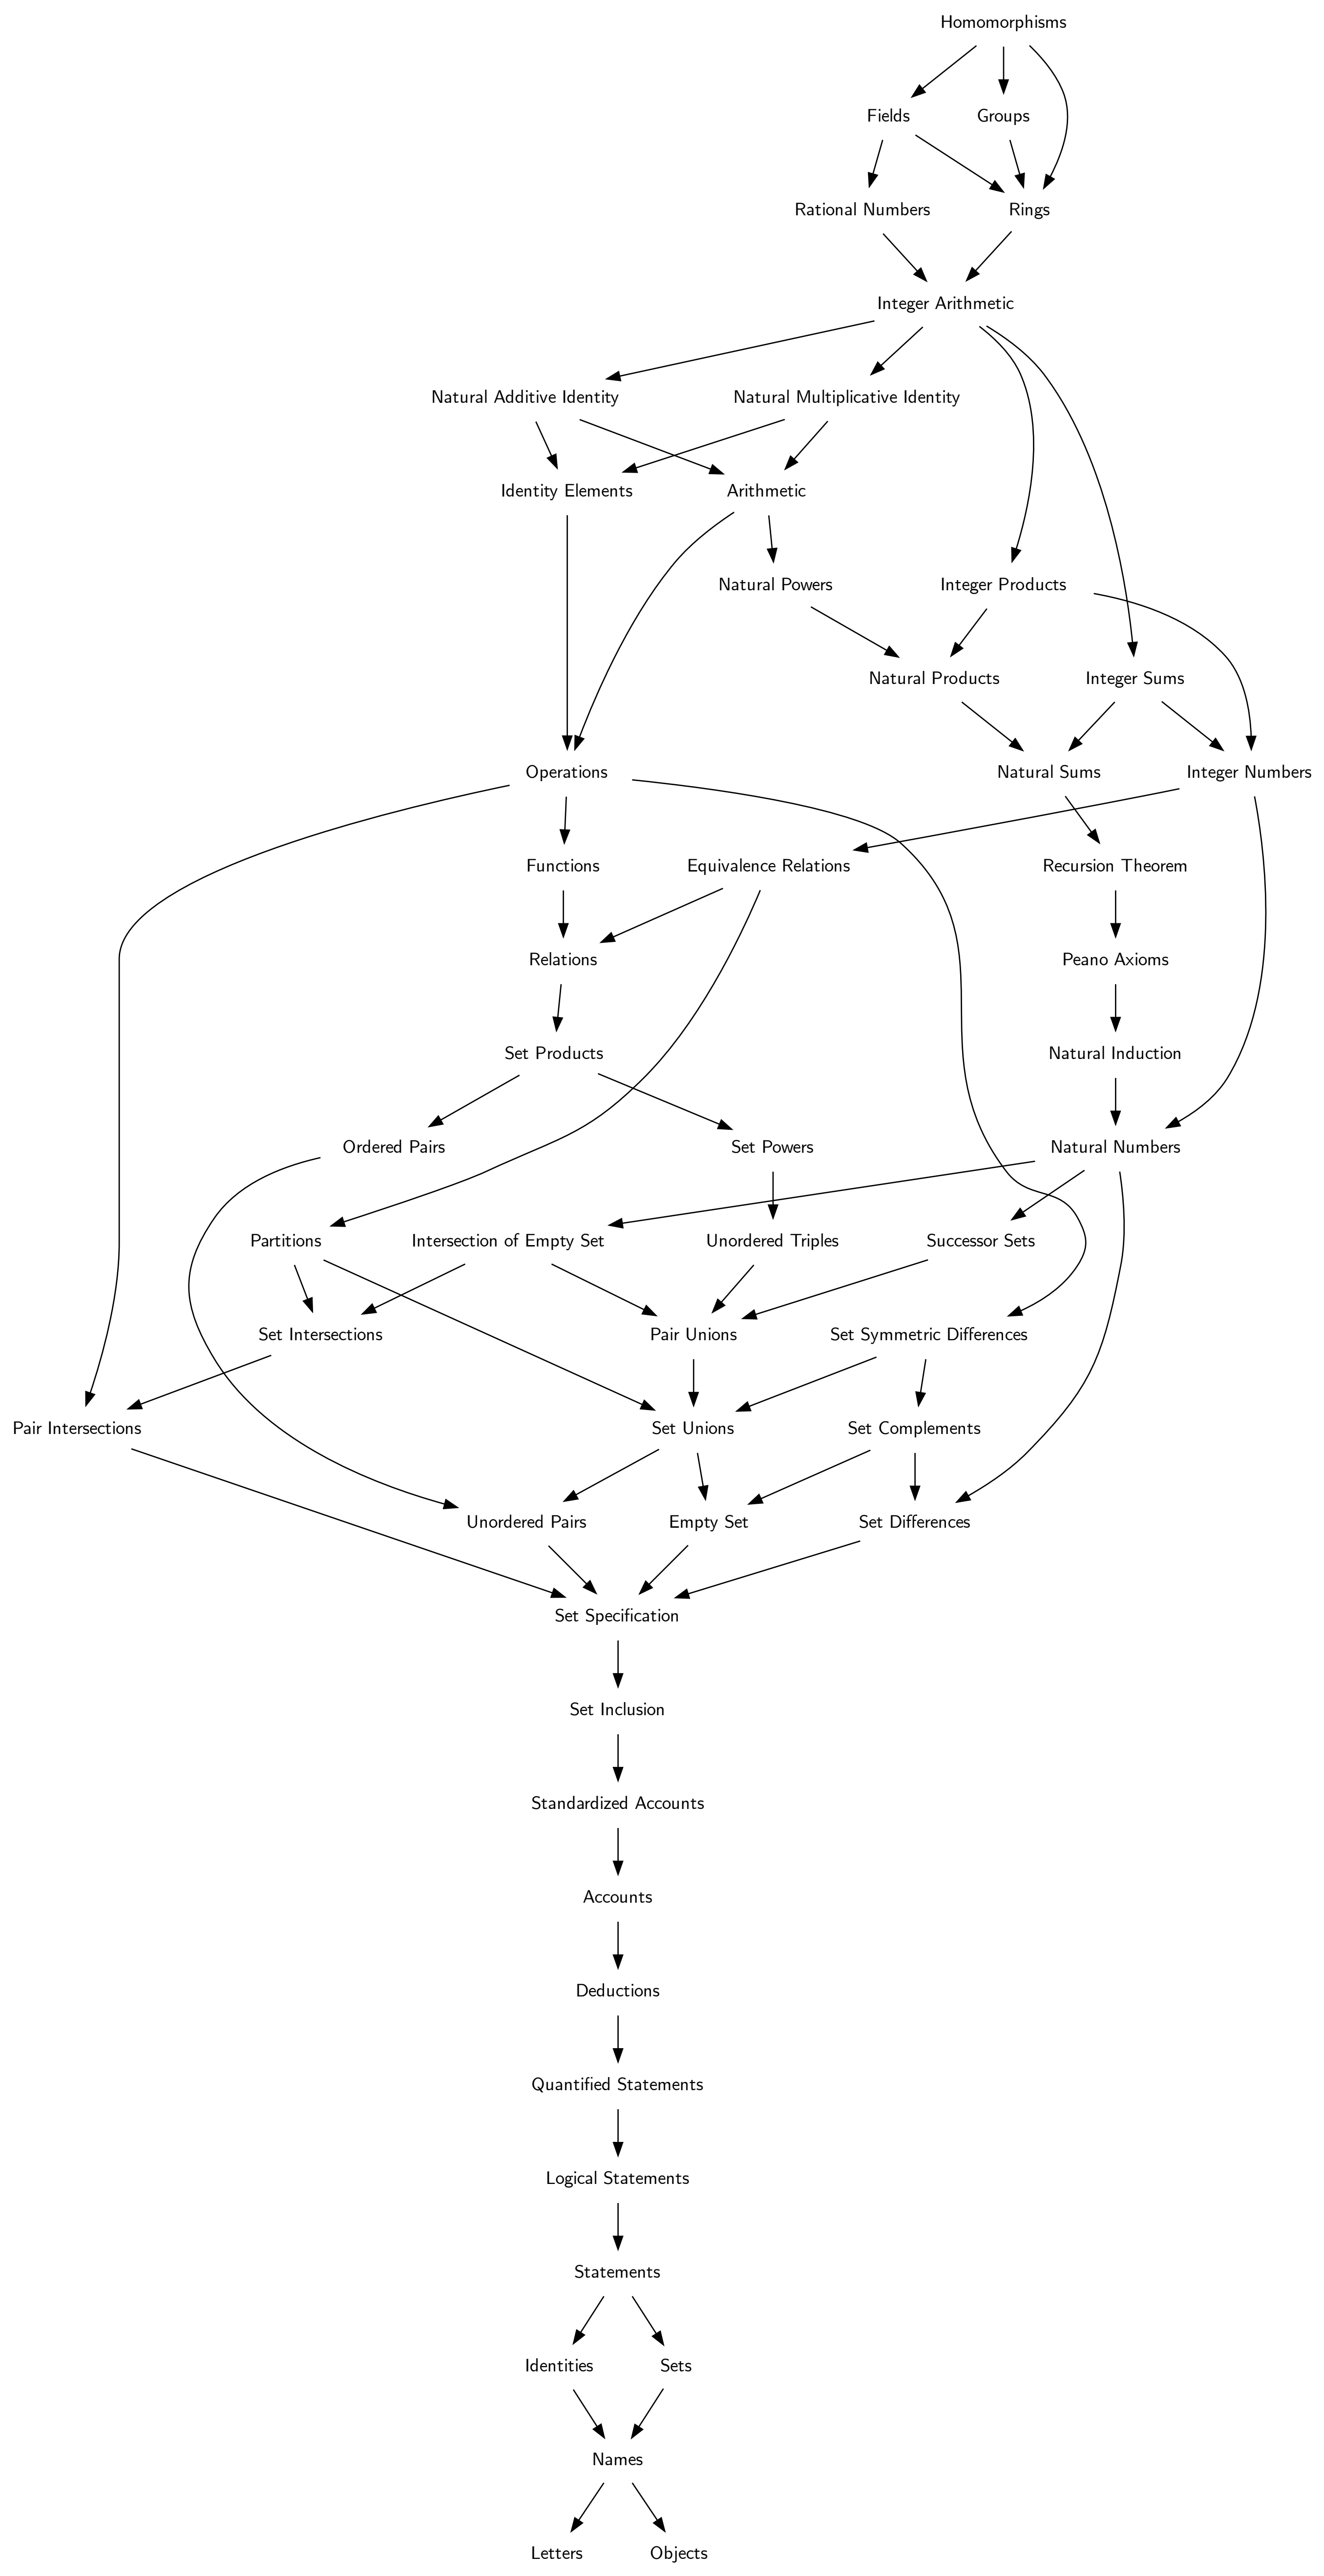 Homomorphisms
Fields
Groups
Rational Numbers
Rings
Integer Arithmetic
Natural Additive Identity
Natural Multiplicative Identity
Identity Elements
Arithmetic
Natural Powers
Integer Products
Natural Products
Integer Sums
Operations
Natural Sums
Integer Numbers
Functions
Equivalence Relations
Recursion Theorem
Relations
Peano Axioms
Set Products
Natural Induction
Ordered Pairs
Set Powers
Natural Numbers
Partitions
Intersection of Empty Set
Unordered Triples
Successor Sets
Set Intersections
Pair Unions
Set Symmetric Differences
Pair Intersections
Set Unions
Set Complements
Unordered Pairs
Empty Set
Set Differences
Set Specification
Set Inclusion
Standardized Accounts
Accounts
Deductions
Quantified Statements
Logical Statements
Statements
Identities
Sets
Names
Letters
Objects